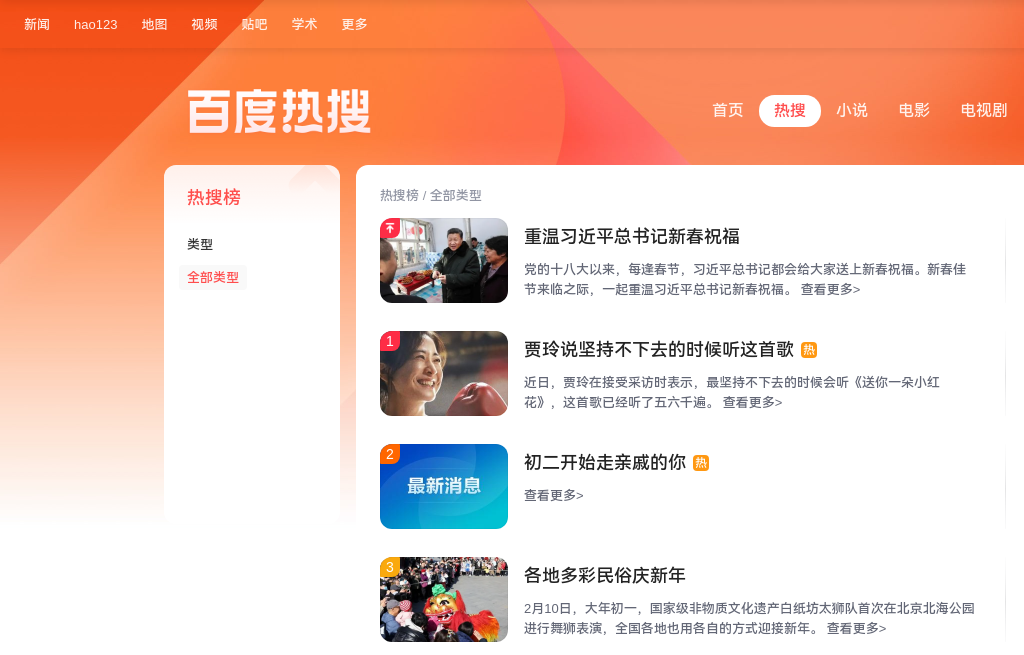 新闻 hao123 地图 视频 贴吧 学术 更多
百度热搜
首页 热搜 小说 电影 电视剧
热搜榜
类型
全部类型
热搜榜 / 全部类型
重温习近平总书记新春祝福
党的十八大以来，每逢春节，习近平总书记都会给大家送上新春祝福。新春佳
节来临之际，一起重温习近平总书记新春祝福。 查看更多>
1
贾玲说坚持不下去的时候听这首歌 热
近日，贾玲在接受采访时表示，最坚持不下去的时候会听《送你一朵小红
花》，这首歌已经听了五六千遍。 查看更多>
2
最新消息
初二开始走亲戚的你 热
查看更多>
3
各地多彩民俗庆新年
2月10日，大年初一，国家级非物质文化遗产白纸坊太狮队首次在北京北海公园
进行舞狮表演，全国各地也用各自的方式迎接新年。 查看更多>